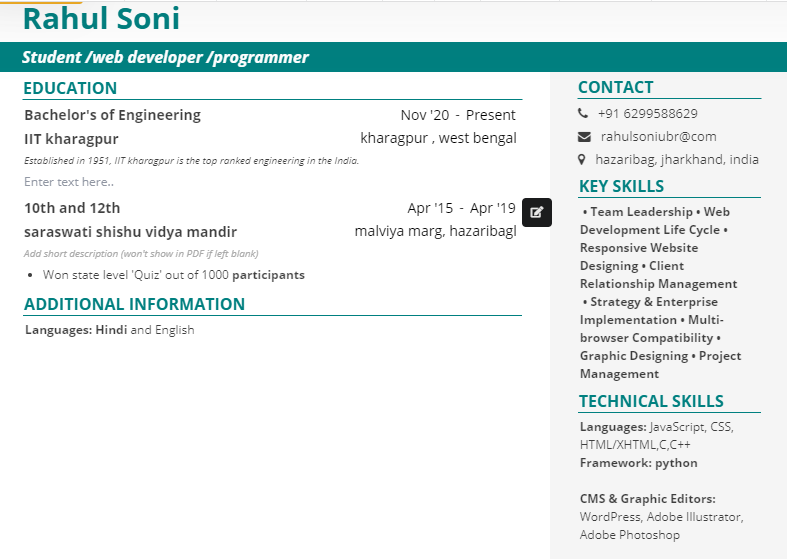 Rahul Soni
Student /web developer /programmer
EDUCATION
Bachelor's of Engineering Nov '20 - Present
IIT kharagpur kharagpur , west bengal
Established in 1951, IIT kharagpur is the top ranked engineering in the India.
Enter text here..
10th and 12th Apr '15 - Apr '19
saraswati shishu vidya mandir malviya marg, hazaribagl
Add short description (won't show in PDF if left blank)
• Won state level 'Quiz' out of 1000 participants
ADDITIONAL INFORMATION
Languages: Hindi and English
CONTACT
+91 6299588629
rahulsoniubr@com
hazaribag, jharkhand, india
KEY SKILLS
• Team Leadership • Web
Development Life Cycle •
Responsive Website
Designing • Client
Relationship Management
• Strategy & Enterprise
Implementation • Multi-
browser Compatibility •
Graphic Designing • Project
Management
TECHNICAL SKILLS
Languages: JavaScript, CSS,
HTML/XHTML,C,C++
Framework: python
CMS & Graphic Editors:
WordPress, Adobe Illustrator,
Adobe Photoshop